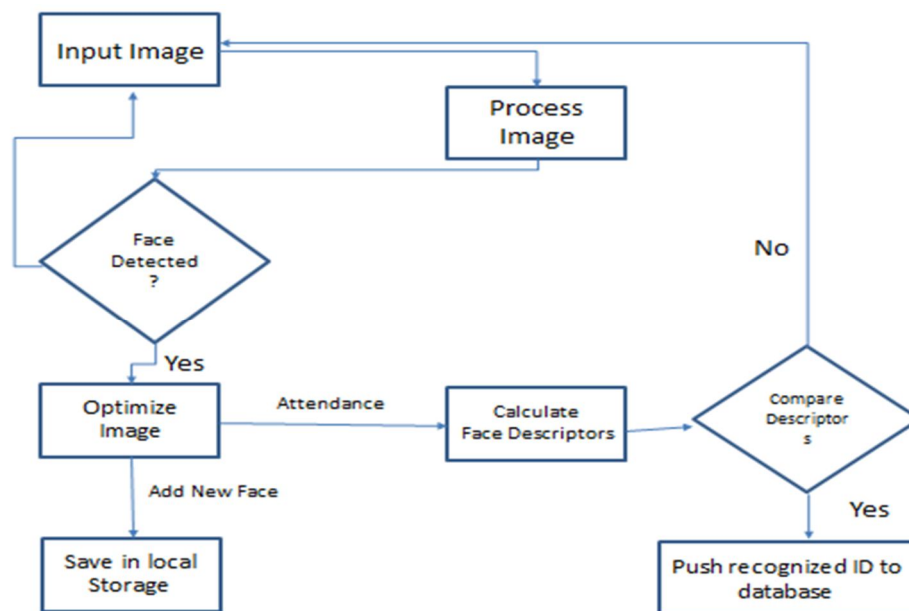 Input Image
Process
Image
Face
Detected
?
Yes
Optimize
Image
Attendance
Calculate
Face Descriptors
Compare
Descriptor
s
No
Yes
Add New Face
Save in local
Storage
Push recognized ID to
database